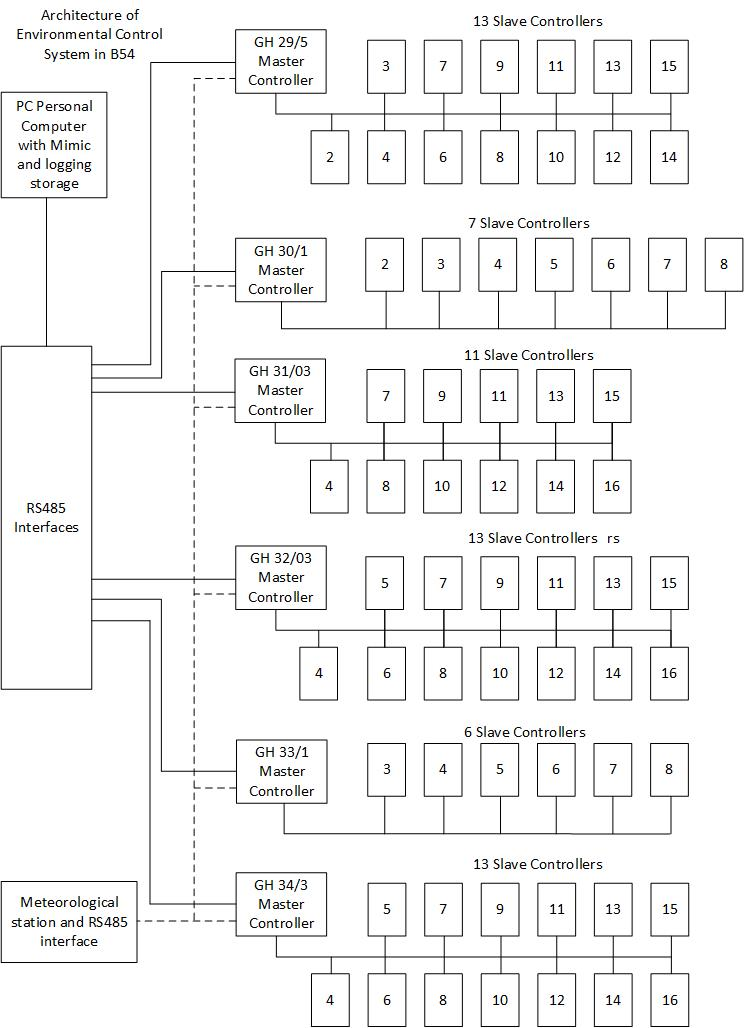 Architecture of
Environmental Control
System in B54
PC Personal
Computer
with Mimic
and logging
storage
RS485
Interfaces
Meteorological
station and RS485
interface
13 Slave Controllers
GH 29/5
Master
Controller
3 7 9 11 13 15
2 4 6 8 10 12 14
7 Slave Controllers
GH 30/1
Master
Controller
2 3 4 5 6 7 8
11 Slave Controllers
GH 31/03
Master
Controller
7 9 11 13 15
4 8 10 12 14 16
13 Slave Controllers rs
GH 32/03
Master
Controller
5 7 9 11 13 15
4 6 8 10 12 14 16
6 Slave Controllers
GH 33/1
Master
Controller
3 4 5 6 7 8
13 Slave Controllers
GH 34/3
Master
Controller
5 7 9 11 13 15
4 6 8 10 12 14 16